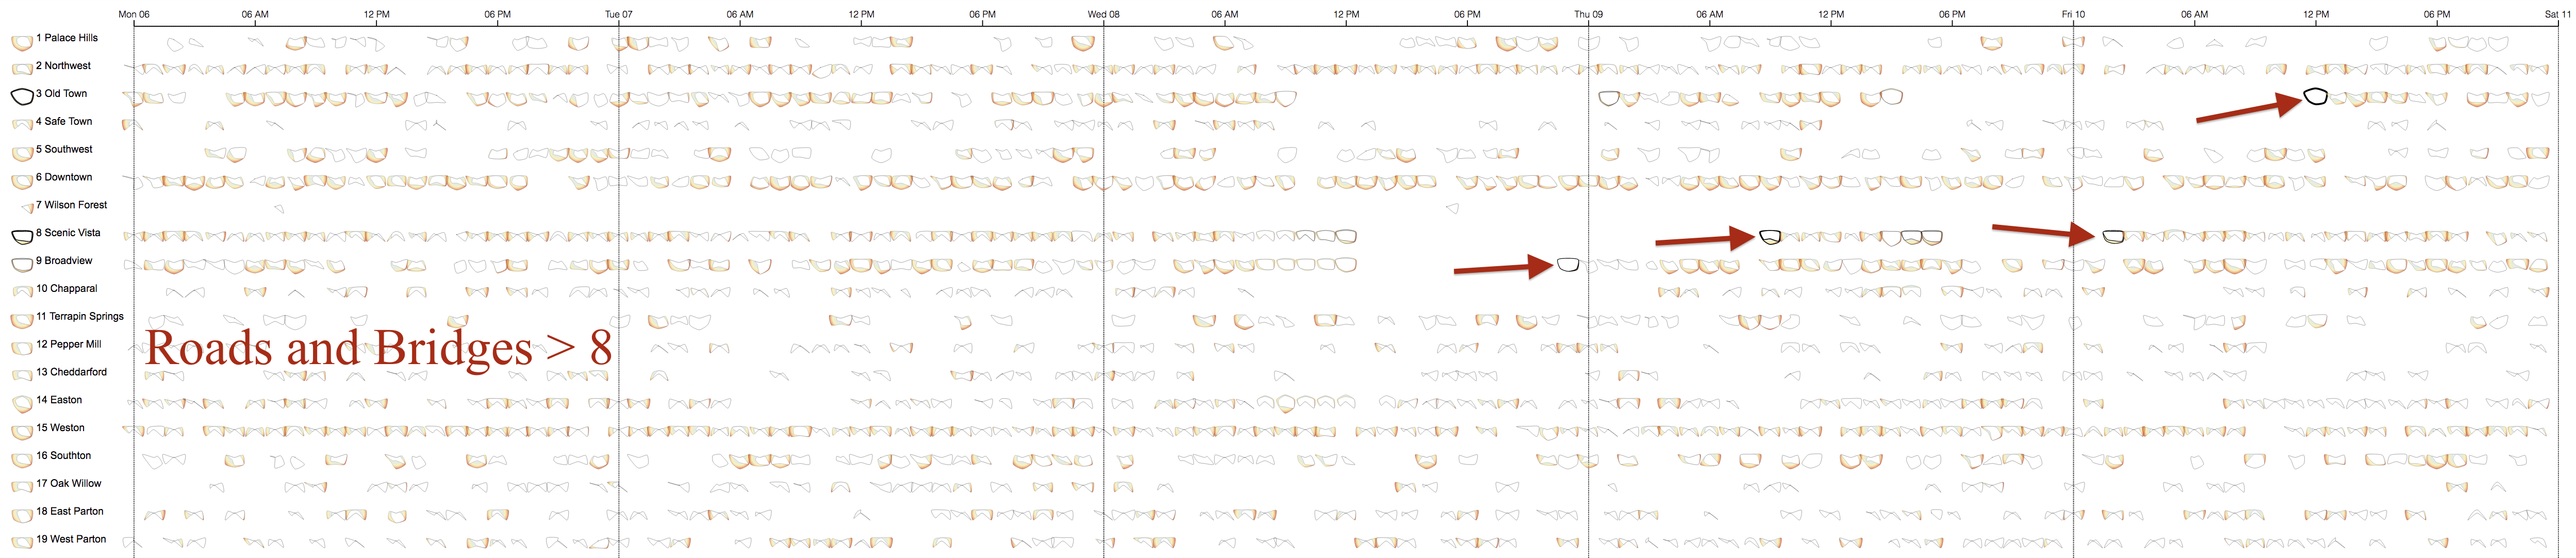 Mon 06 06 AM 12 PM 06 PM Tue 07 06 AM 12 PM 06 PM Wed 08 06 AM 12 PM 06 PM Thu 09 06 AM 12 PM 06 PM Fri 10 06 AM 12 PM 06 PM Sat 11
1 Palace Hills
2 Northwest
3 Old Town
4 Safe Town
5 Southwest
6 Downtown
7 Wilson Forest
8 Scenic Vista
9 Broadview
10 Chapparal
11 Terrapin Springs
12 Pepper Mill
Roads and Bridges > 8
13 Cheddarford
14 Easton
15 Weston
16 Southton
17 Oak Willow
18 East Parton
19 West Parton